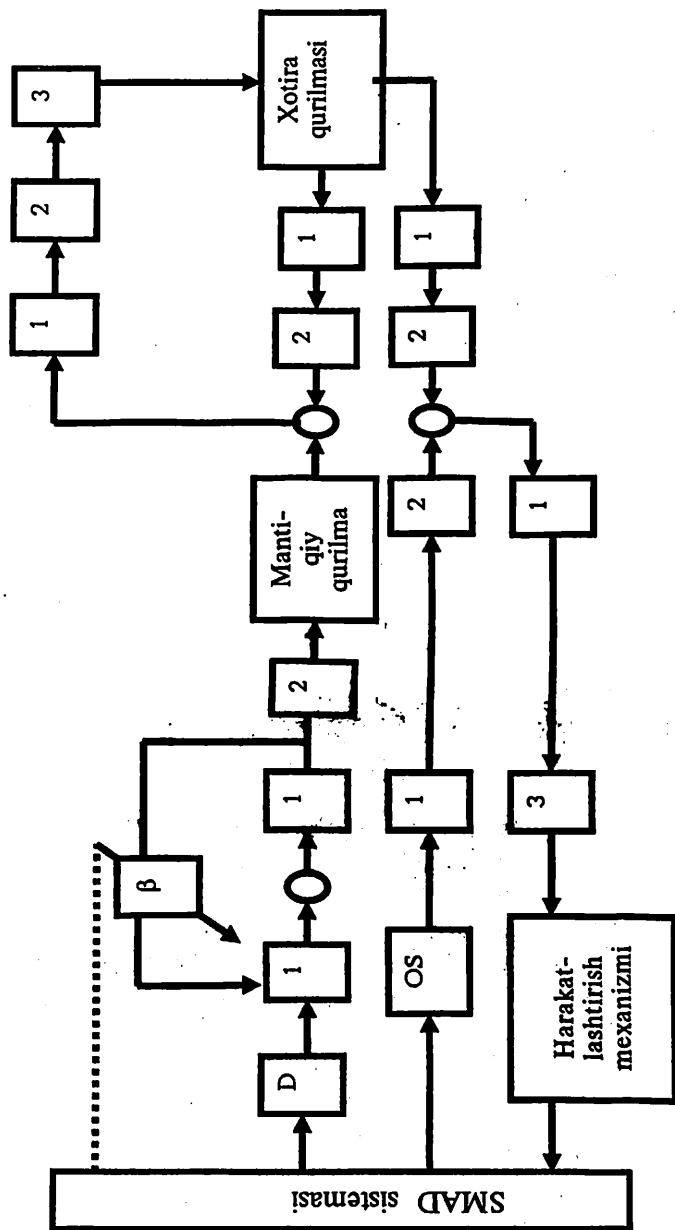 SMAD sistemasi
1
2
3
β
D
1
1
2
Manti-
qiy
qurilma
2
1
Xotira
qurilmasi
OS
1
2
2
1
Harakat-
lashtirish
mexanizmi
3
1